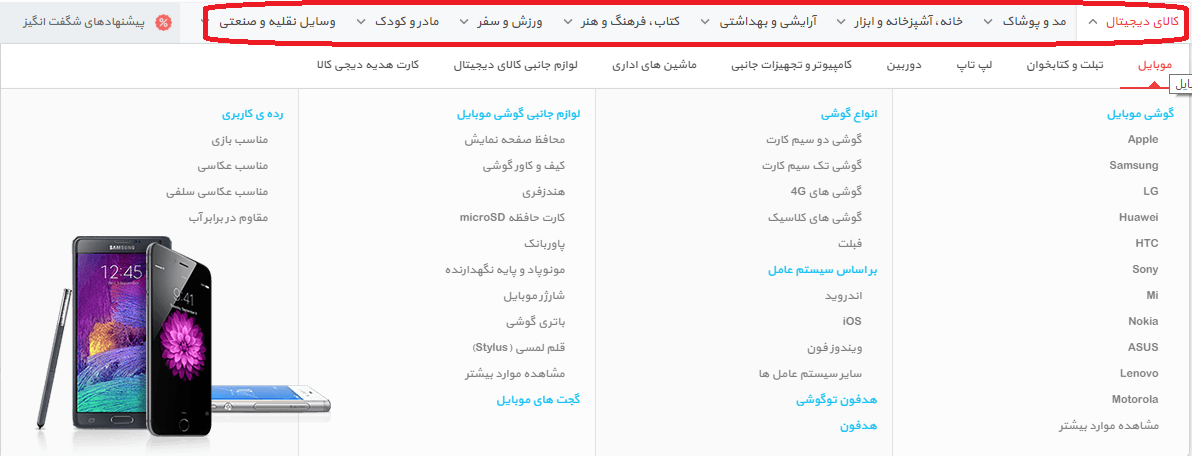 کالای دیجیتال مد و پوشاک خانه، آشپزخانه و ابزار آرایشی و بهداشتی کتاب، فرهنگ و هنر ورزش و سفر مادر و کودک وسایل نقلیه و صنعتی پیشنهادهای شگفت انگیز
موبایل تبلت و کتابخوان لپ تاپ دوربین کامپیوتر و تجهیزات جانبی ماشین های اداری لوازم جانبی کالای دیجیتال کارت هدیه دیجی کالا
یایل
گوشی موبایل
Apple
Samsung
LG
Huawei
HTC
Sony
Mi
Nokia
ASUS
Lenovo
Motorola
مشاهده موارد بیشتر
انواع گوشی
گوشی دو سیم کارت
گوشی تک سیم کارت
گوشی های 4G
گوشی های کلاسیک
فبلت
بر اساس سیستم عامل
اندروید
iOS
ویندوز فون
سایر سیستم عامل ها
هدفون توگوشی
هدفون
لوازم جانبی گوشی موبایل
محافظ صفحه نمایش
کیف و کاور گوشی
هندزفری
کارت حافظه microSD
پاوربانک
مونوپاد و پایه نگهدارنده
شارژر موبایل
باتری گوشی
قلم لمسی (Stylus)
مشاهده موارد بیشتر
گجت های موبایل
رده ی کاربری
مناسب بازی
مناسب عکاسی
مناسب عکاسی سلفی
مقاوم در برابر آب
SAMSUNG
12:45
9:41